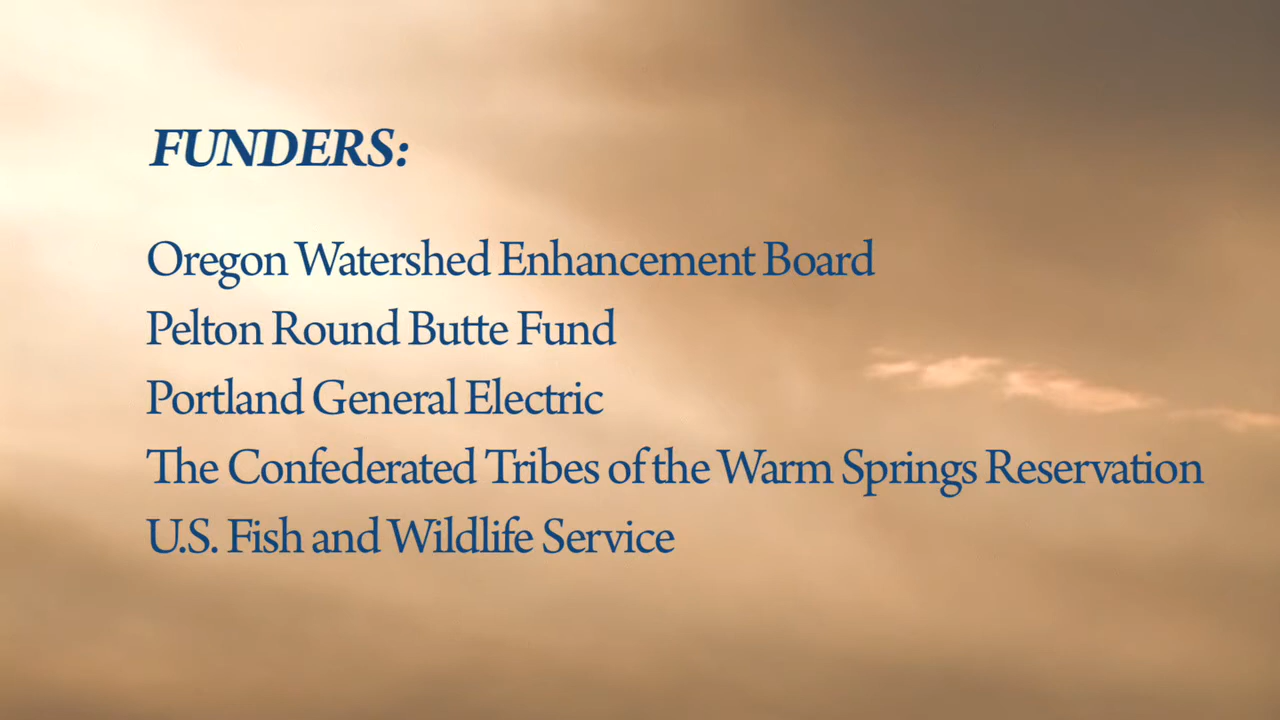 FUNDERS:
Oregon Watershed Enhancement Board
Pelton Round Butte Fund
Portland General Electric
The Confederated Tribes of the Warm Springs Reservation
U.S. Fish and Wildlife Service